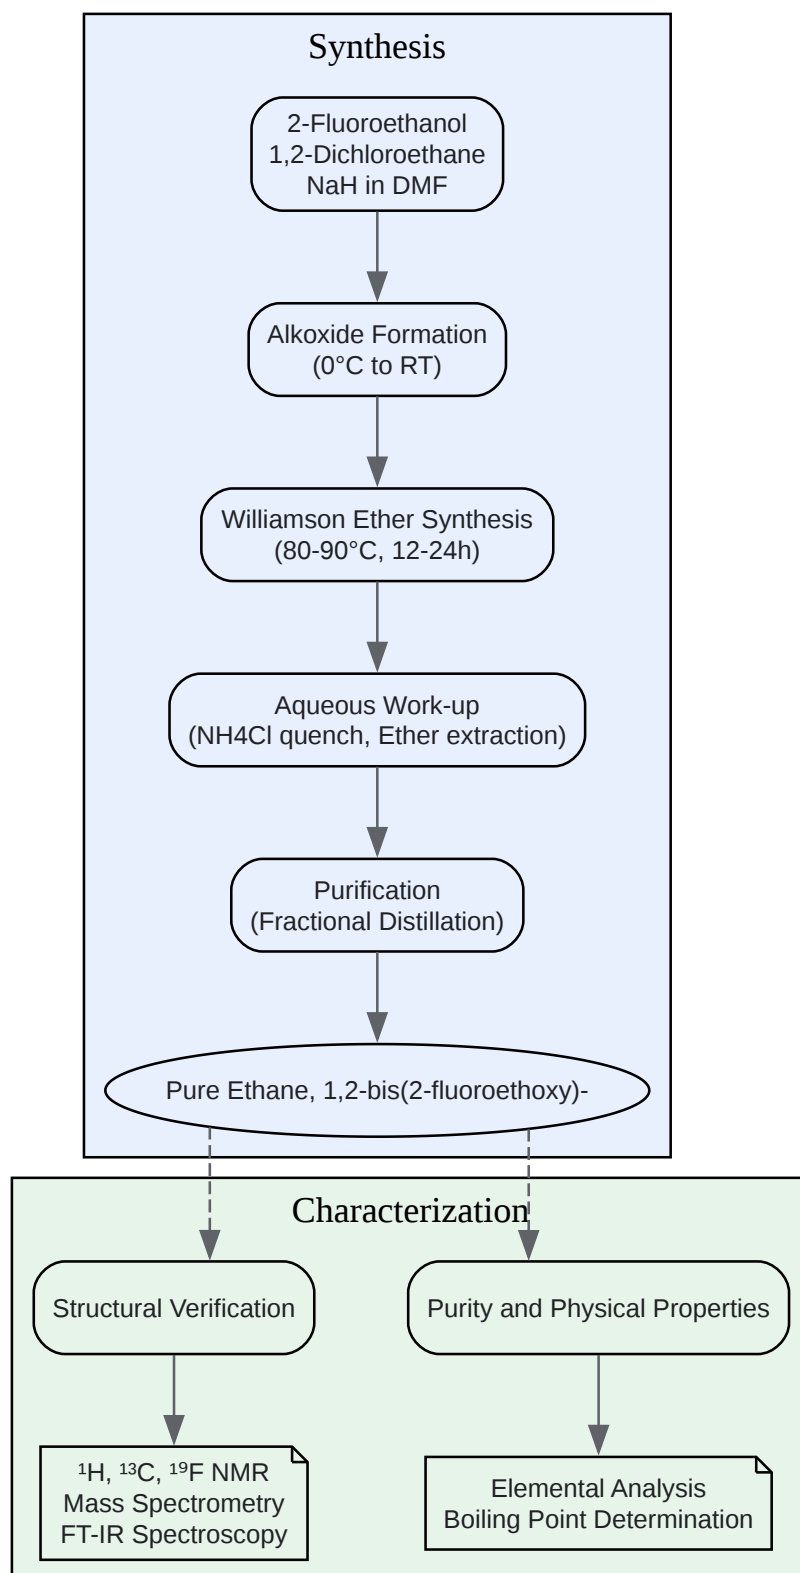 Synthesis
2-Fluoroethanol
1,2-Dichloroethane
NaH in DMF
Alkoxide Formation
(0°C to RT)
Williamson Ether Synthesis
(80-90°C, 12-24h)
Aqueous Work-up
(NH4Cl quench, Ether extraction)
Purification
(Fractional Distillation)
Pure Ethane, 1,2-bis(2-fluoroethoxy)-
Characterization
Structural Verification
Purity and Physical Properties
¹H, ¹³C, ¹⁹F NMR
Mass Spectrometry
FT-IR Spectroscopy
Elemental Analysis
Boiling Point Determination